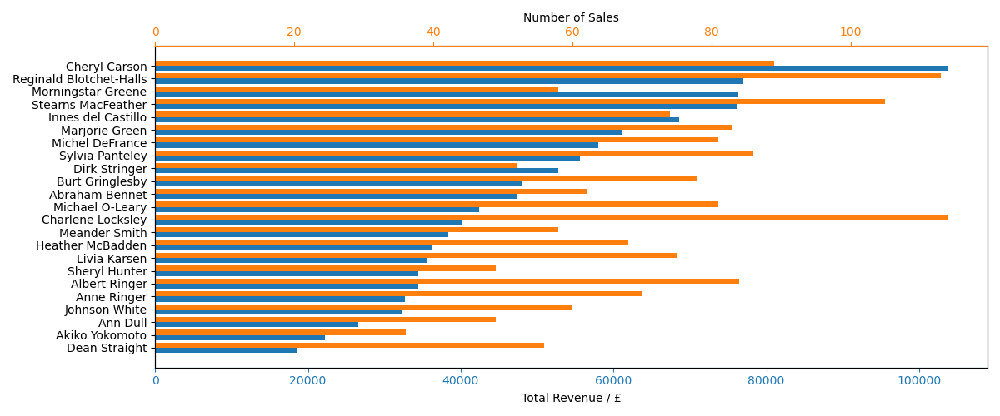 Number of Sales
0 20 40 60 80 100
Cheryl Carson
Reginald Blotchet-Halls
Morningstar Greene
Stearns MacFeather
Innes del Castillo
Marjorie Green
Michel DeFrance
Sylvia Panteley
Dirk Stringer
Burt Gringlesby
Abraham Bennet
Michael O-Leary
Charlene Locksley
Meander Smith
Heather McBadden
Livia Karsen
Sheryl Hunter
Albert Ringer
Anne Ringer
Johnson White
Ann Dull
Akiko Yokomoto
Dean Straight
0 20000 40000 60000 80000 100000
Total Revenue / £